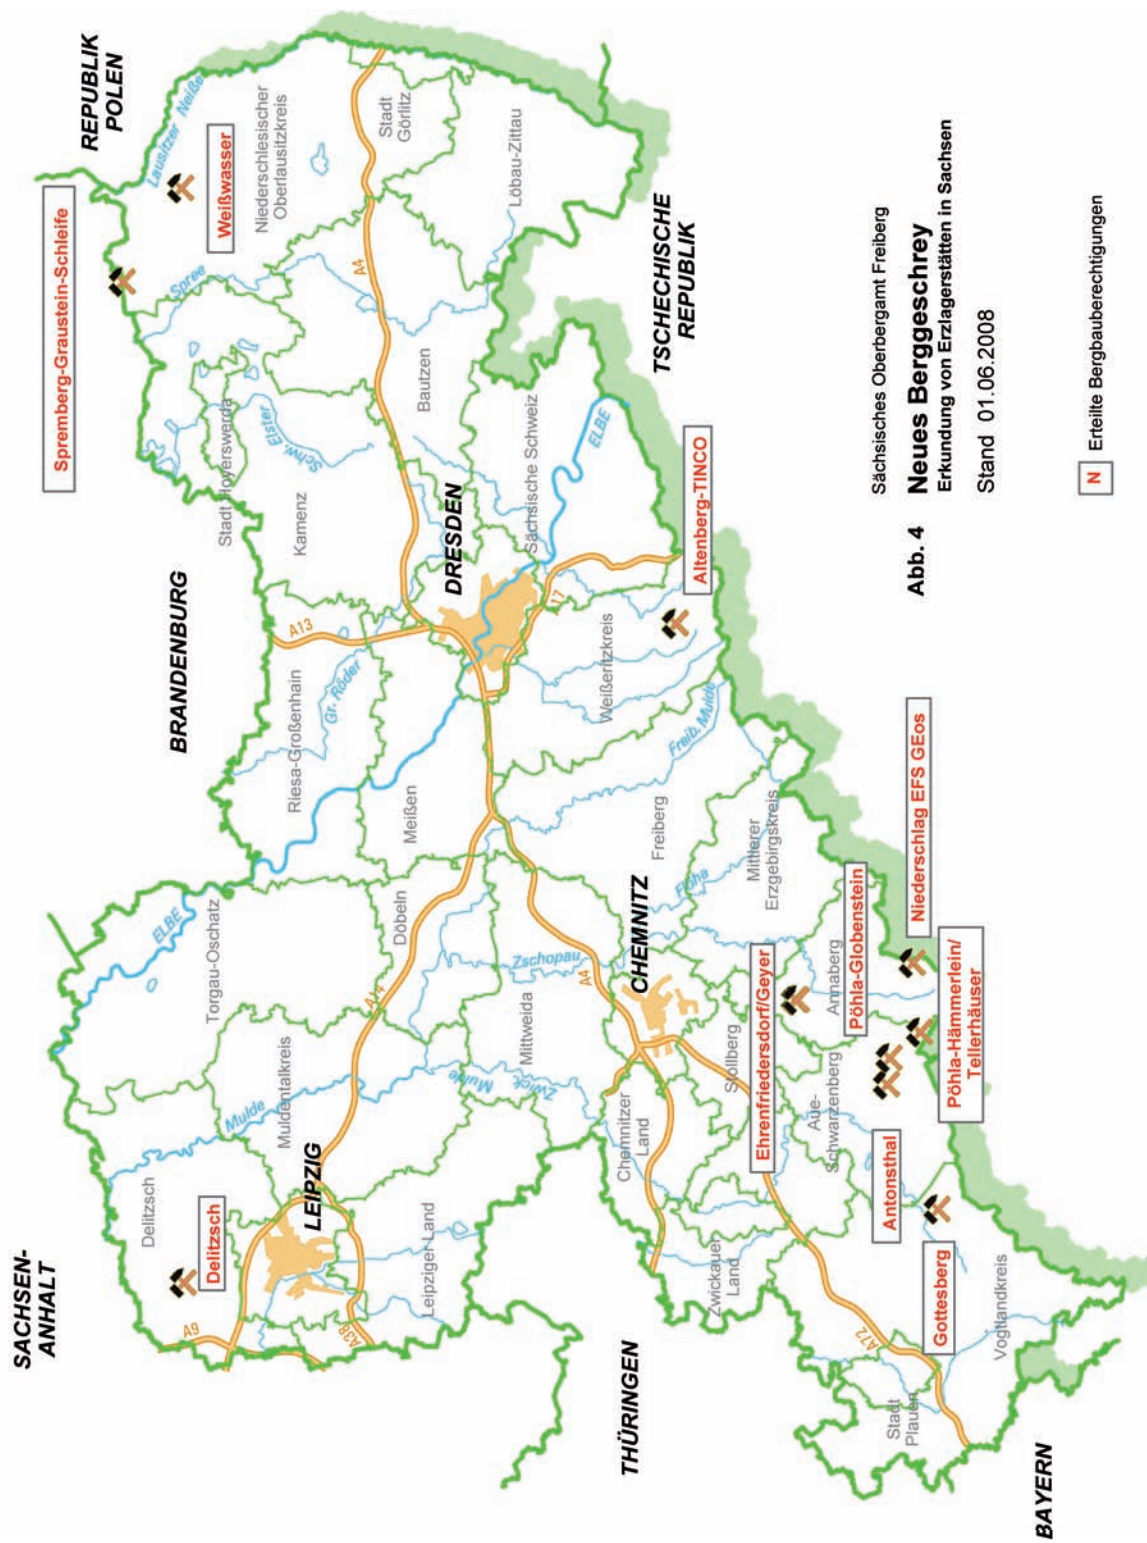 SACHSEN-
ANHALT
BRANDENBURG
REPUBLIK
POLEN
Spremberg-Graustein-Schleife
Weißwasser
Lausitzer Neiße
Niederschlesischer
Oberlausitzkreis
Spree
Stadt Hoyerswerda
Schw. Elster
Kamenz
A4
Stadt
Görlitz
Löbau-Zittau
Bautzen
Sächsische Schweiz
ELBE
DRESDEN
A13
A17
Gr. Röder
Riesa-Großenhain
Meißen
Weißeritzkreis
Altenberg-TINCO
TSCHECHISCHE
REPUBLIK
ELBE
Torgau-Oschatz
Döbeln
A14
Delitzsch
Delitzsch
Mulde
Muldentalkreis
LEIPZIG
A9
A38
Leipziger Land
Mittweida
Zwick.
Mulde
Zschopau
A4
Freiberg
Freib. Mulde
Flöha
Mittlerer
Erzgebirgskreis
CHEMNITZ
Chemnitzer
Land
Stollberg
Ehrenfriedersdorf/Geyer
Annaberg
Pöhla-Globenstein
Niederschlag EFS GEos
Pöhla-Hämmerlein/
Tellerhäuser
Aue-
Schwarzenberg
Antonsthal
Zwickauer
Land
THÜRINGEN
A72
Gottesberg
Vogtlandkreis
Stadt
Plauen
BAYERN
Sächsisches Oberbergamt Freiberg
Abb. 4 Neues Berggeschrey
Erkundung von Erzlagerstätten in Sachsen
Stand 01.06.2008
N Erteilte Bergbauberechtigungen